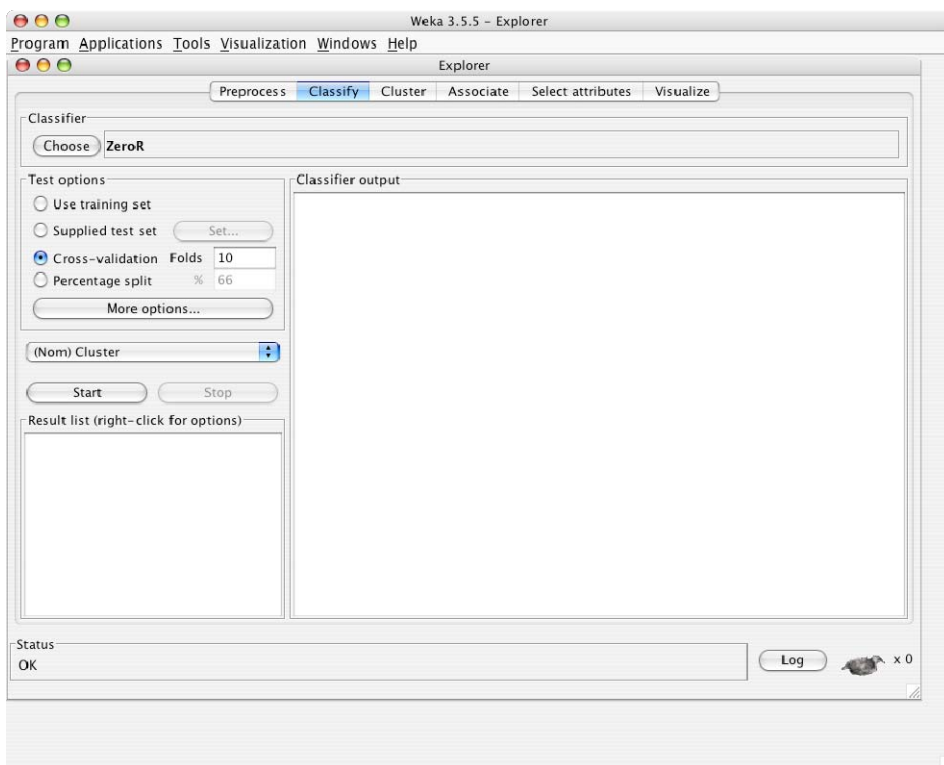 Weka 3.5.5 – Explorer
Program Applications Tools Visualization Windows Help
Explorer
Preprocess Classify Cluster Associate Select attributes Visualize
Classifier
Choose ZeroR
Test options
Use training set
Supplied test set Set...
Cross-validation Folds 10
Percentage split % 66
More options...
(Nom) Cluster
Start Stop
Result list (right-click for options)
Classifier output
Status
OK
Log x 0